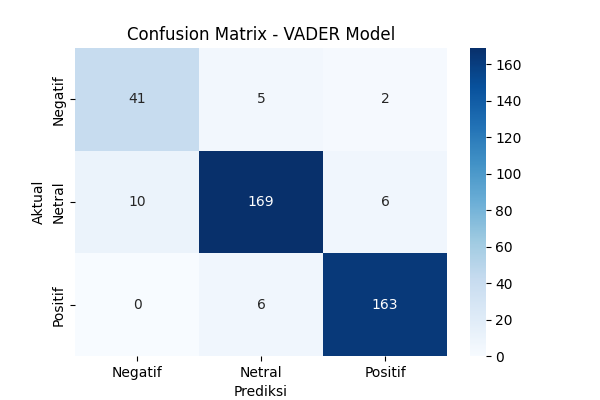 Confusion Matrix - VADER Model
Negatif 41 5 2
Netral 10 169 6
Positif 0 6 163
Aktual
Negatif Netral Positif
Prediksi
160
140
120
100
80
60
40
20
0